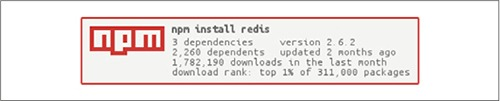 npm
npm install redis
3 dependencies version 2.6.2
2,260 dependents updated 2 months ago
1,782,190 downloads in the last month
download rank: top 1% of 311,000 packages